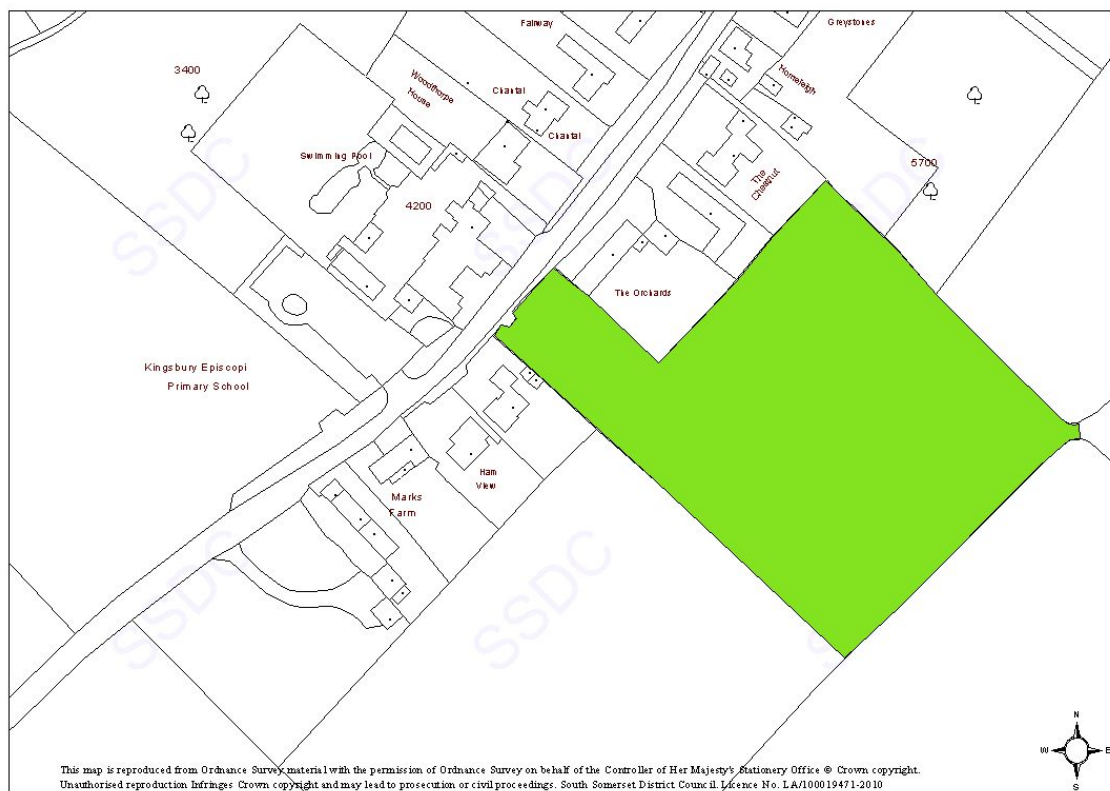 Fairway
Greystones
3400
Woodthorpe
House
Chantal
Homeleigh
Chantal
Swimming Pool
5700
The
Chesnut
4200
The Orchards
Kingsbury Episcopi
Primary School
Ham
View
Marks
Farm
SSDC
SSDC
SSDC
SSDC
SSDC
SSDC
N
W E
S
This map is reproduced from Ordnance Survey material with the permission of Ordnance Survey on behalf of the Controller of Her Majesty's Stationery Office © Crown copyright.
Unauthorised reproduction Infringes Crown copyright and may lead to prosecution or civil proceedings. South Somerset District Council. Licence No. LA/100019471-2010